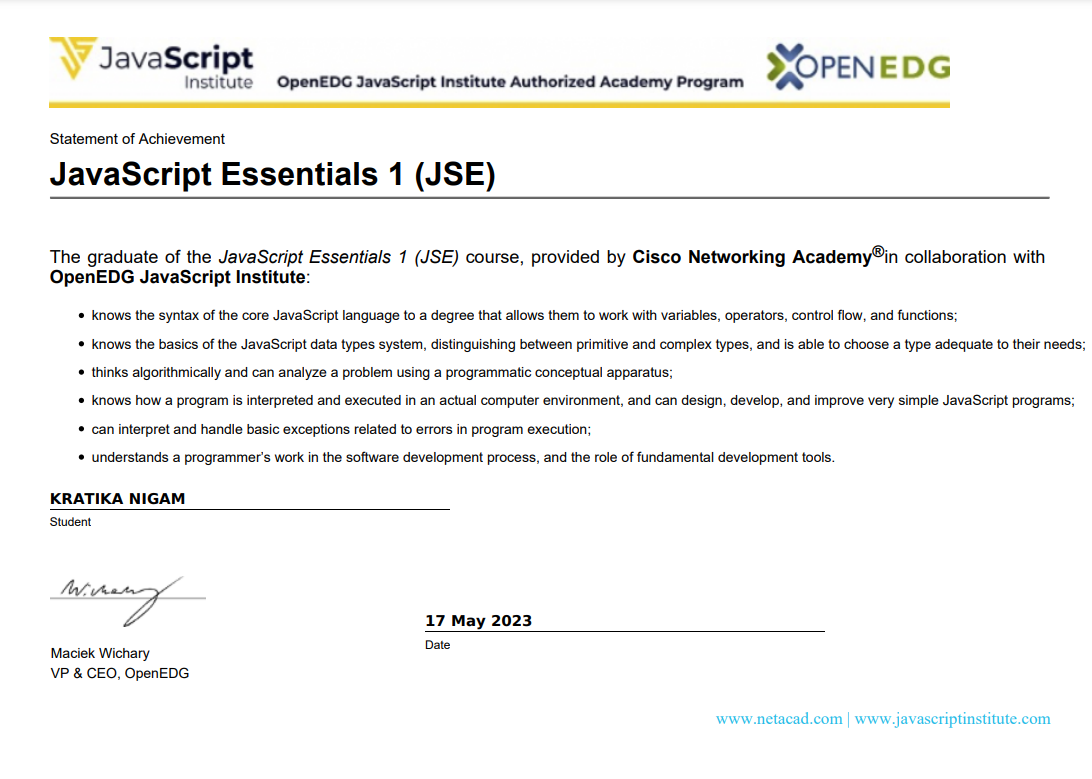 JavaScript
Institute
OpenEDG JavaScript Institute Authorized Academy Program
OPENEDG
Statement of Achievement
JavaScript Essentials 1 (JSE)
The graduate of the JavaScript Essentials 1 (JSE) course, provided by Cisco Networking Academy®in collaboration with
OpenEDG JavaScript Institute:
• knows the syntax of the core JavaScript language to a degree that allows them to work with variables, operators, control flow, and functions;
• knows the basics of the JavaScript data types system, distinguishing between primitive and complex types, and is able to choose a type adequate to their needs;
• thinks algorithmically and can analyze a problem using a programmatic conceptual apparatus;
• knows how a program is interpreted and executed in an actual computer environment, and can design, develop, and improve very simple JavaScript programs;
• can interpret and handle basic exceptions related to errors in program execution;
• understands a programmer’s work in the software development process, and the role of fundamental development tools.
KRATIKA NIGAM
Student
W.Wichary
17 May 2023
Date
Maciek Wichary
VP & CEO, OpenEDG
www.netacad.com | www.javascriptinstitute.com